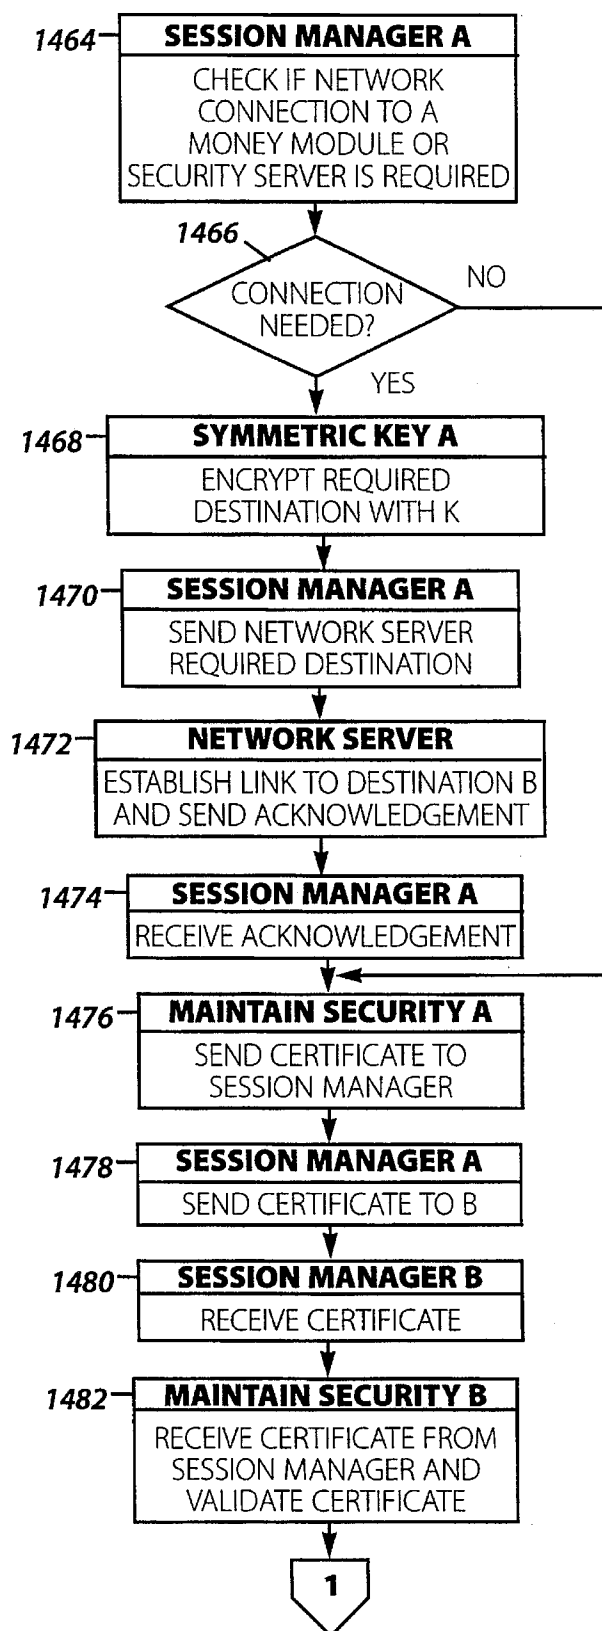 1464
SESSION MANAGER A
CHECK IF NETWORK
CONNECTION TO A
MONEY MODULE OR
SECURITY SERVER IS REQUIRED
1466
CONNECTION
NEEDED?
NO
YES
1468
SYMMETRIC KEY A
ENCRYPT REQUIRED
DESTINATION WITH K
1470
SESSION MANAGER A
SEND NETWORK SERVER
REQUIRED DESTINATION
1472
NETWORK SERVER
ESTABLISH LINK TO DESTINATION B
AND SEND ACKNOWLEDGEMENT
1474
SESSION MANAGER A
RECEIVE ACKNOWLEDGEMENT
1476
MAINTAIN SECURITY A
SEND CERTIFICATE TO
SESSION MANAGER
1478
SESSION MANAGER A
SEND CERTIFICATE TO B
1480
SESSION MANAGER B
RECEIVE CERTIFICATE
1482
MAINTAIN SECURITY B
RECEIVE CERTIFICATE FROM
SESSION MANAGER AND
VALIDATE CERTIFICATE
1